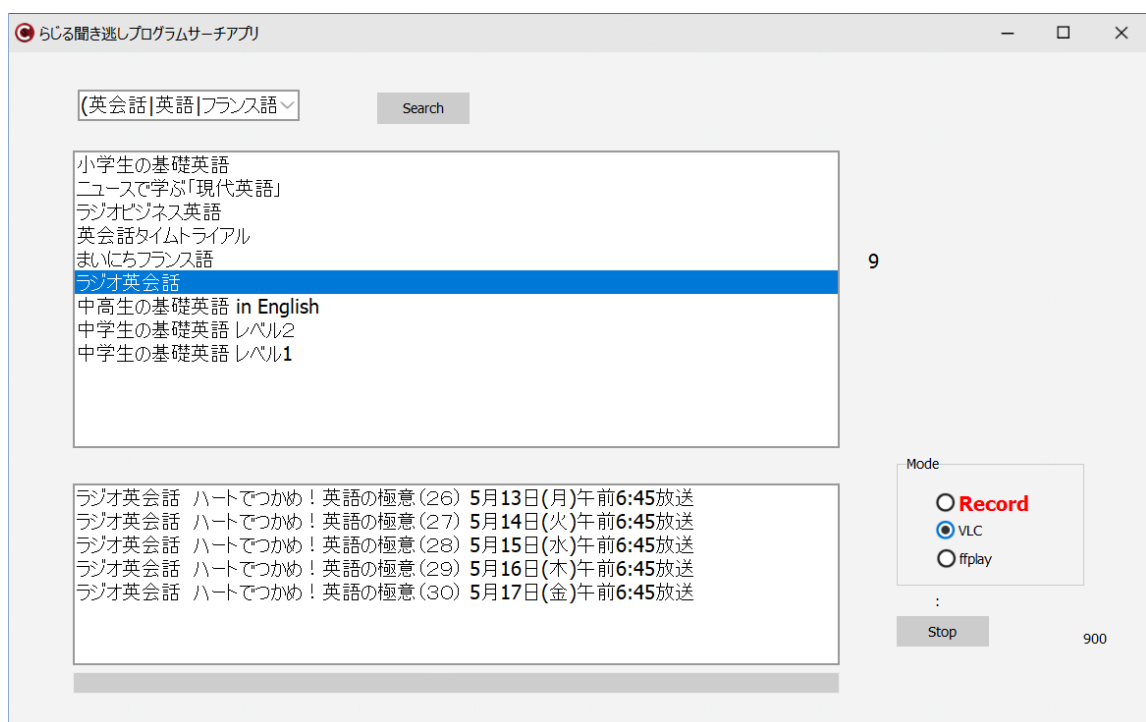 らじる聞き逃しプログラムサーチアプリ
(英会話|英語|フランス語
Search
小学生の基礎英語
ニュースで学ぶ「現代英語」
ラジオビジネス英語
英会話タイムトライアル
まいにちフランス語
9
ラジオ英会話
中高生の基礎英語 in English
中学生の基礎英語 レベル2
中学生の基礎英語 レベル1
Mode
Record
VLC
ffplay
ラジオ英会話 ハートでつかめ！英語の極意（26） 5月13日(月)午前6:45放送
ラジオ英会話 ハートでつかめ！英語の極意（27） 5月14日(火)午前6:45放送
ラジオ英会話 ハートでつかめ！英語の極意（28） 5月15日(水)午前6:45放送
ラジオ英会話 ハートでつかめ！英語の極意（29） 5月16日(木)午前6:45放送
ラジオ英会話 ハートでつかめ！英語の極意（30） 5月17日(金)午前6:45放送
:
Stop
900